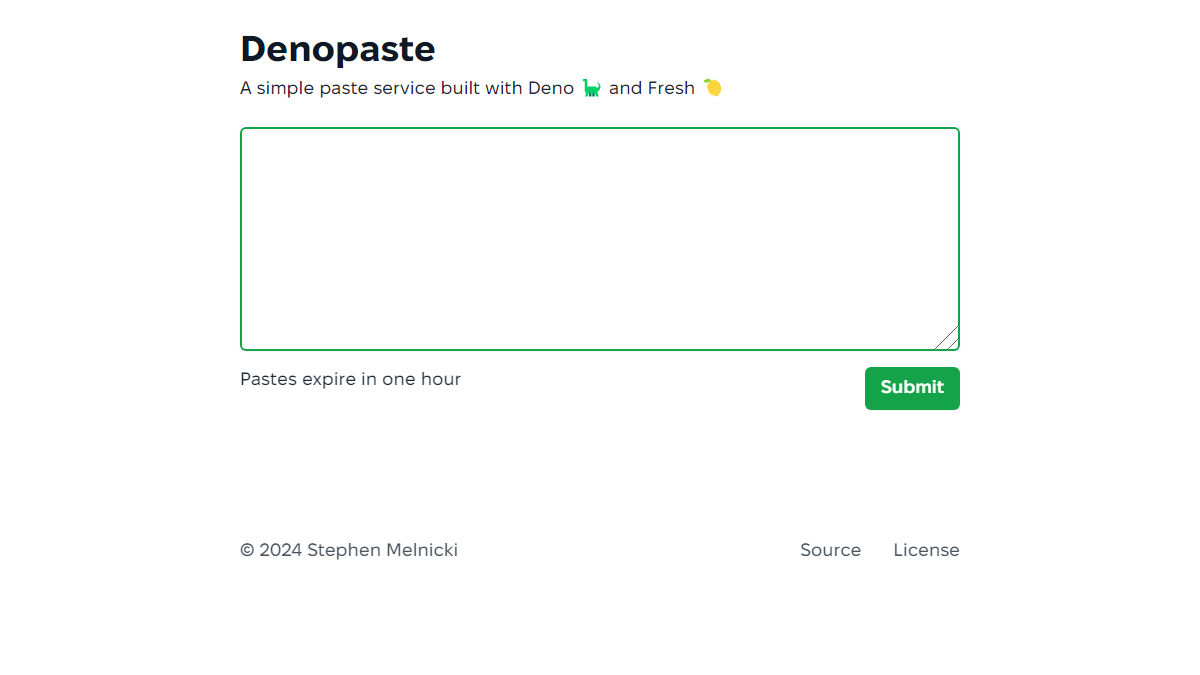 Denopaste
A simple paste service built with Deno 🦕 and Fresh 🍋
Pastes expire in one hour
Submit
© 2024 Stephen Melnicki
Source
License